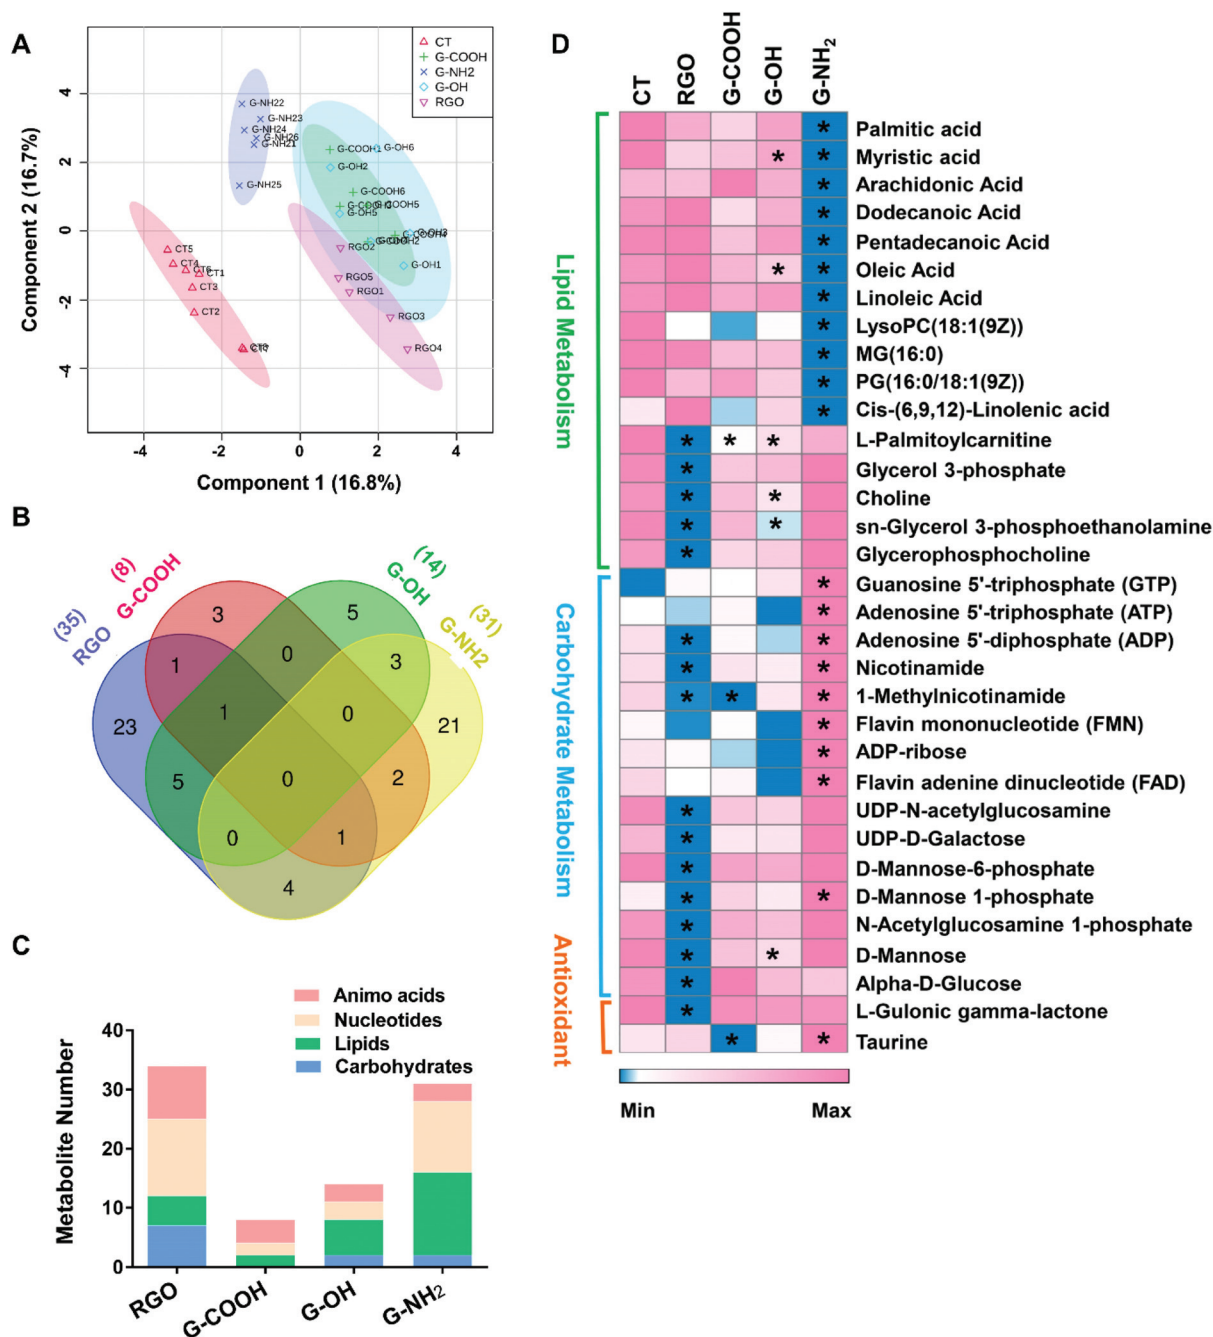 A
CT
G-COOH
G-NH2
G-OH
RGO
Component 2 (16.7%)
4
2
0
-2
-4
G-NH22
G-NH23
G-NH24
G-NH26
G-NH21
G-NH25
G-COOH1
G-OH6
G-OH2
G-COOH6
G-COOH5
G-OH5
G-OH3
G-COOH2
G-OH1
CT5
CT4
CT6
CT1
CT3
CT2
RGO2
RGO5
RGO1
RGO3
RGO4
-4
-2
0
2
4
Component 1 (16.8%)
B
(35)
RGO
(8)
G-COOH
(14)
G-OH
(31)
G-NH2
3
5
1
0
3
23
1
0
21
5
0
2
0
1
4
C
Animo acids
Nucleotides
Lipids
Carbohydrates
Metabolite Number
40
30
20
10
0
RGO
G-COOH
G-OH
G-NH2
D
CT
RGO
G-COOH
G-OH
G-NH2
Lipid Metabolism
Carbohydrate Metabolism
Antioxidant
* Palmitic acid
* * Myristic acid
* Arachidonic Acid
* Dodecanoic Acid
* Pentadecanoic Acid
* * Oleic Acid
* Linoleic Acid
* LysoPC(18:1(9Z))
* MG(16:0)
* PG(16:0/18:1(9Z))
* Cis-(6,9,12)-Linolenic acid
* * * L-Palmitoylcarnitine
* Glycerol 3-phosphate
* * Choline
* * sn-Glycerol 3-phosphoethanolamine
* Glycerophosphocholine
* Guanosine 5'-triphosphate (GTP)
* Adenosine 5'-triphosphate (ATP)
* * Adenosine 5'-diphosphate (ADP)
* * Nicotinamide
* * * 1-Methylnicotinamide
* Flavin mononucleotide (FMN)
* ADP-ribose
* Flavin adenine dinucleotide (FAD)
* UDP-N-acetylglucosamine
* UDP-D-Galactose
* D-Mannose-6-phosphate
* * D-Mannose 1-phosphate
* N-Acetylglucosamine 1-phosphate
* * D-Mannose
* Alpha-D-Glucose
* L-Gulonic gamma-lactone
* * Taurine
Min
Max